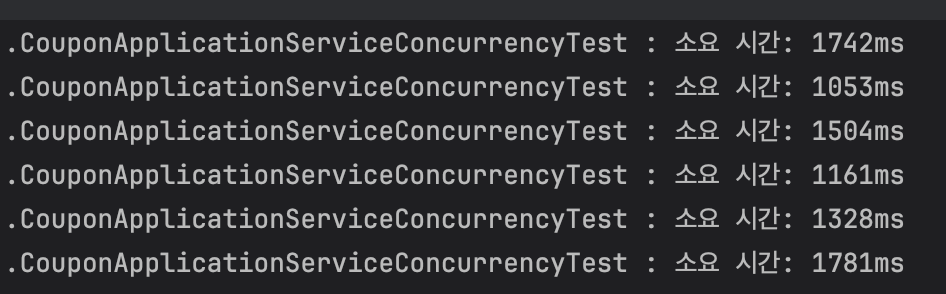 .CouponApplicationServiceConcurrencyTest : 소요 시간: 1742ms
.CouponApplicationServiceConcurrencyTest : 소요 시간: 1053ms
.CouponApplicationServiceConcurrencyTest : 소요 시간: 1504ms
.CouponApplicationServiceConcurrencyTest : 소요 시간: 1161ms
.CouponApplicationServiceConcurrencyTest : 소요 시간: 1328ms
.CouponApplicationServiceConcurrencyTest : 소요 시간: 1781ms